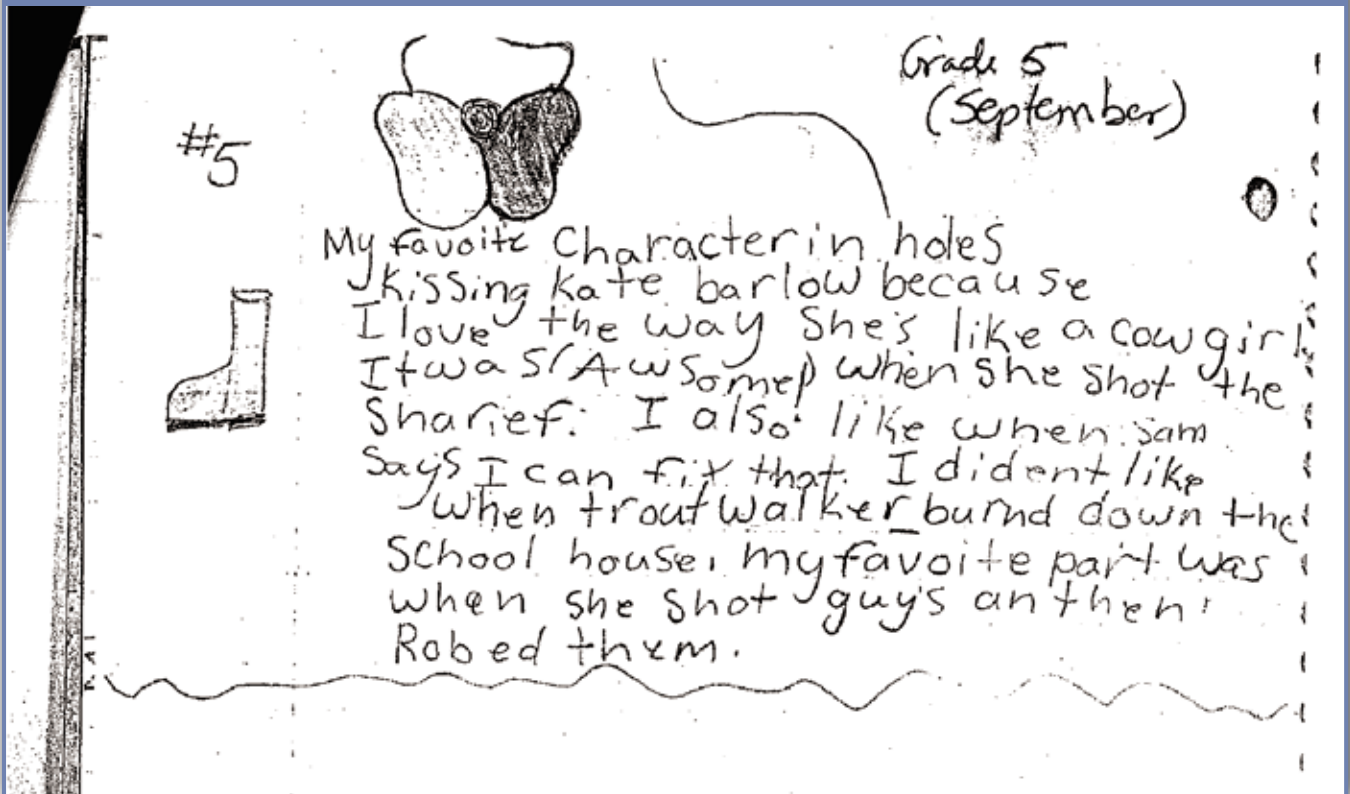 Grade 5
(September)
#5
My favoite Character in holes
kissing kate barlow because
I love the way She's like a cowgirl.
It was (Awsome) when she shot the
Sharief. I also like when sam
says I can fix that. I dident like
when trout walker burnd down the
School house. my favoite part was
when she shot guys an then
Robed them.